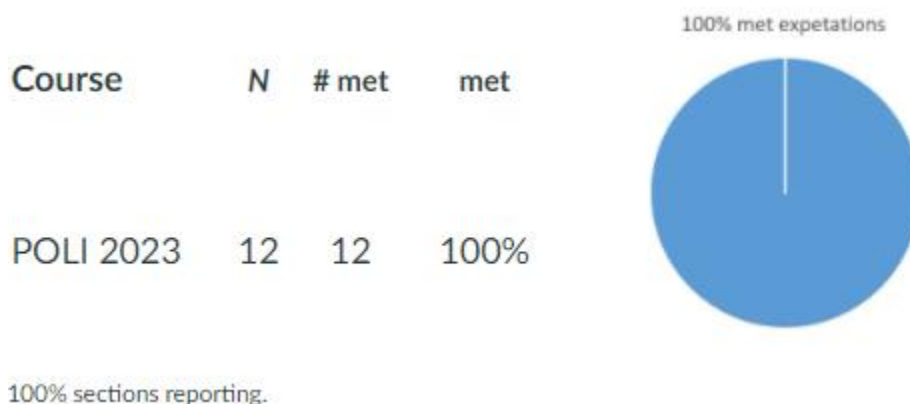 100% met expetations
Course N # met met
POLI 2023 12 12 100%
100% sections reporting.